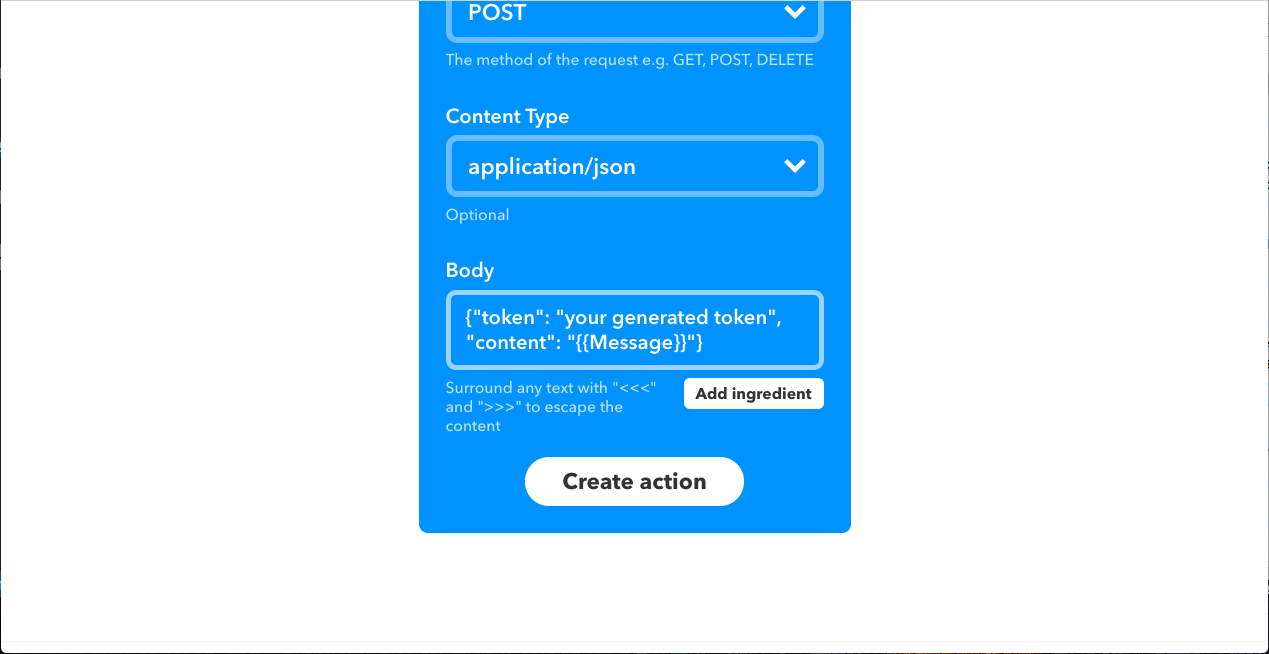 POST
The method of the request e.g. GET, POST, DELETE
Content Type
application/json
Optional
Body
{"token": "your generated token",
"content": "{{Message}}"}
Surround any text with "<<<"
and ">>>" to escape the
content
Add ingredient
Create action